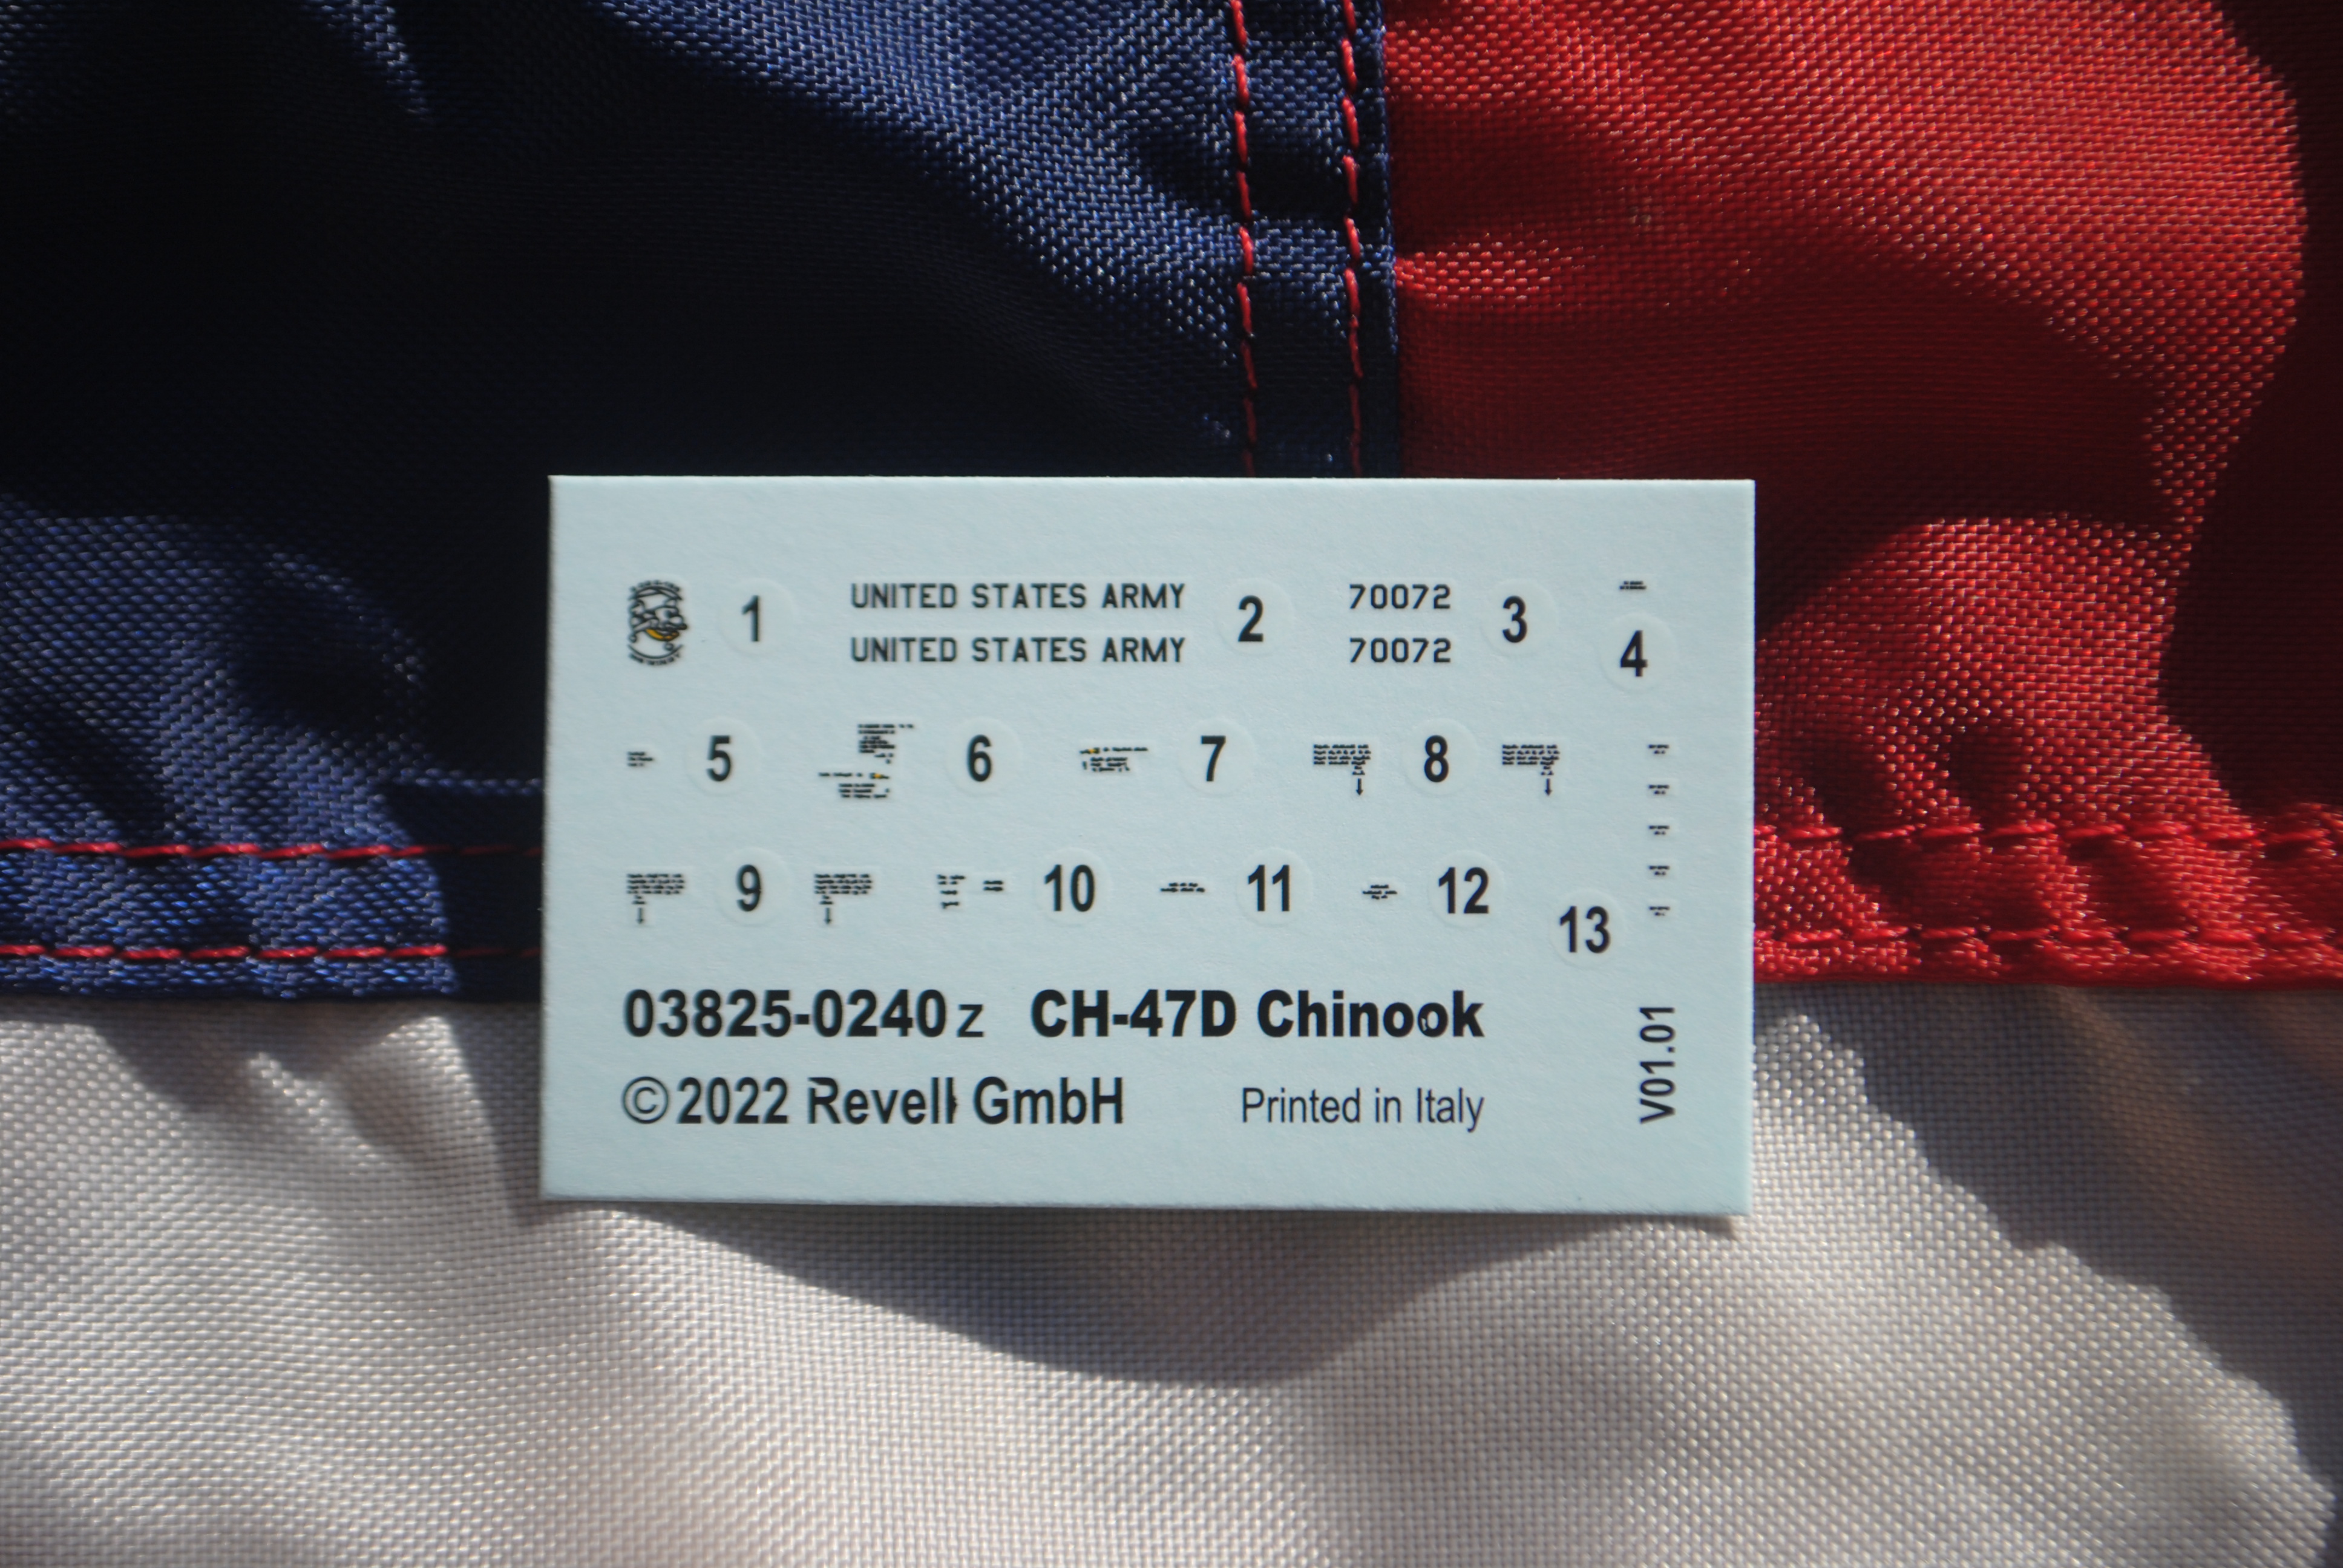 1 UNITED STATES ARMY 2 70072 3
UNITED STATES ARMY 70072 4
5 6 7 8
9 10 11 12 13
03825-0240 z CH-47D Chinook
©2022 Revell GmbH Printed in Italy
V01.01